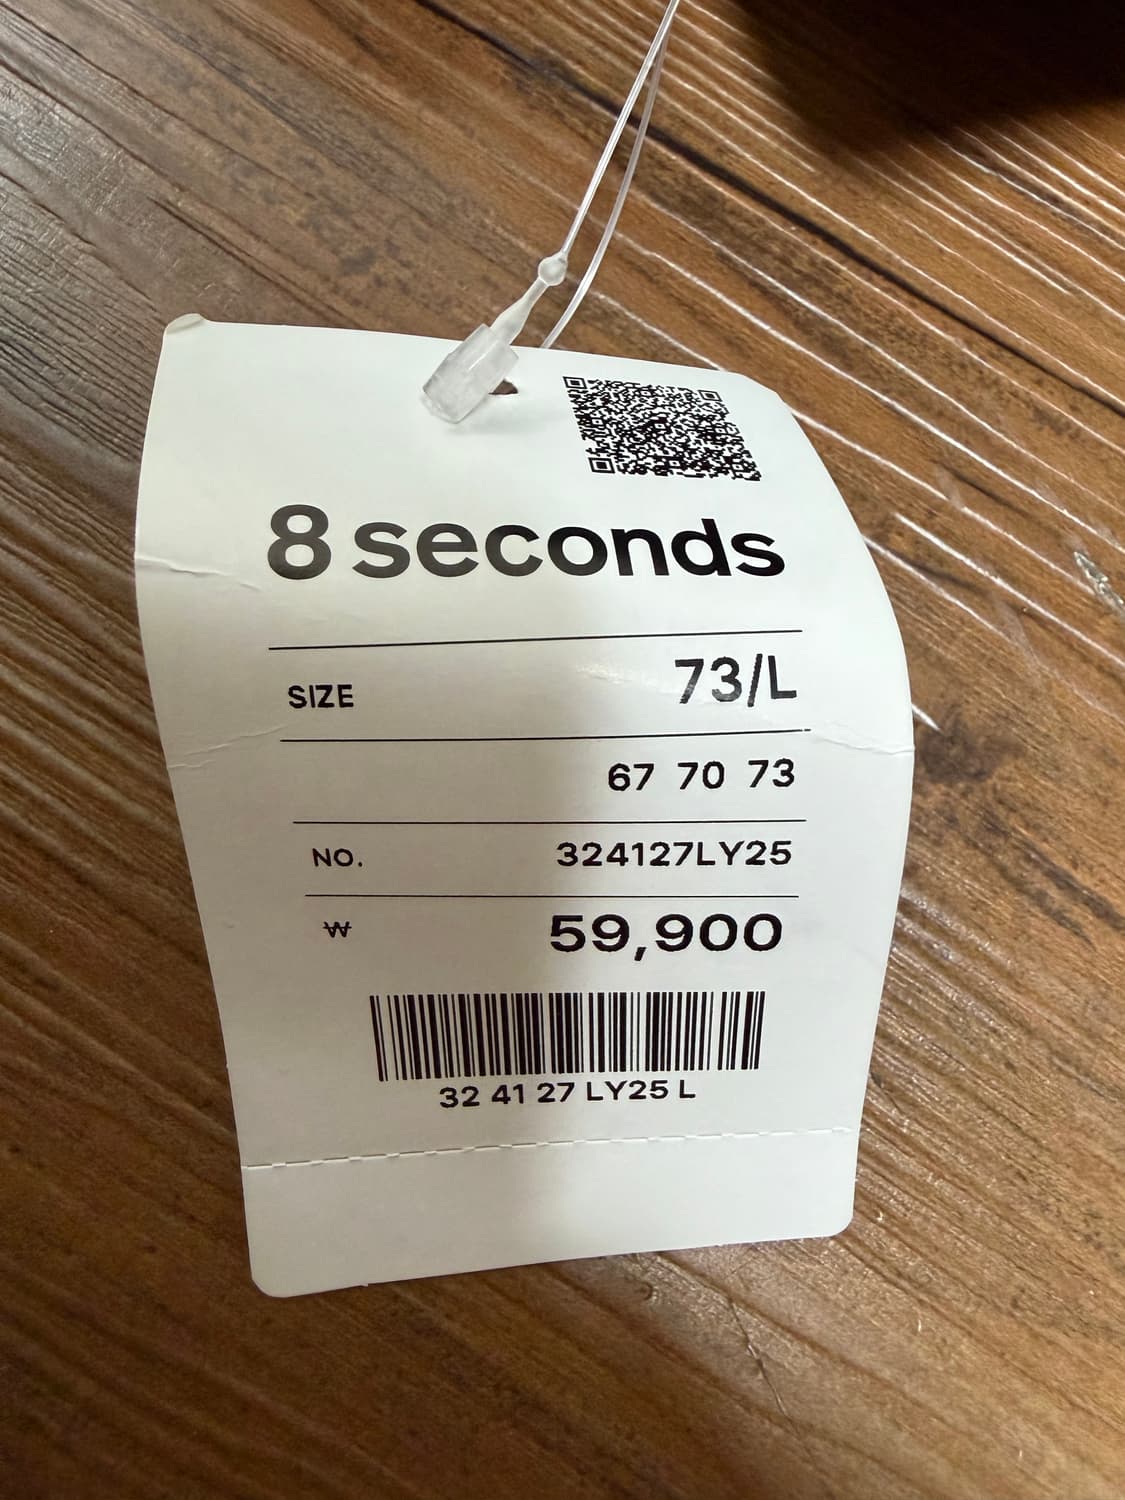 8 seconds
SIZE 73/L
67 70 73
NO. 324127LY25
₩ 59,900
32 41 27 LY25 L